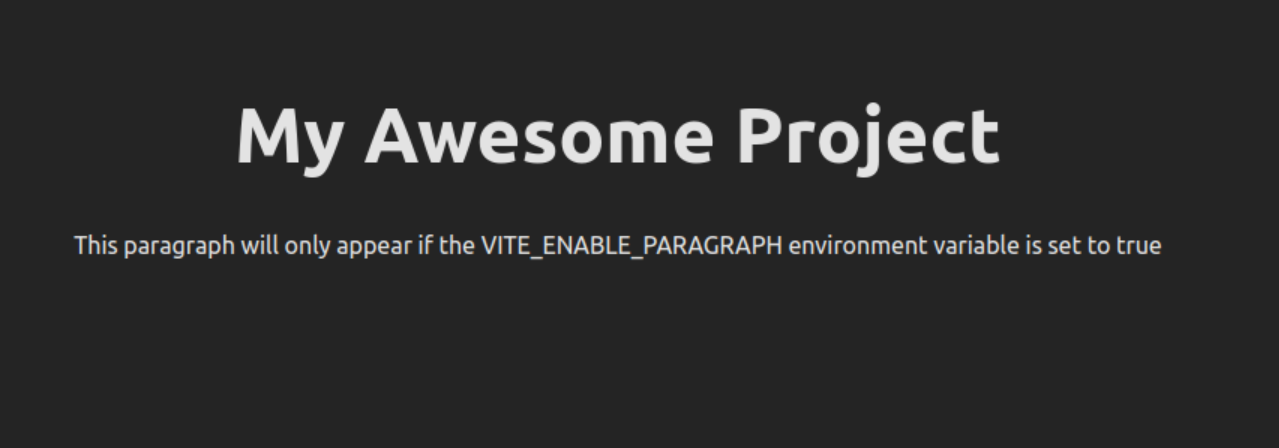 My Awesome Project
This paragraph will only appear if the VITE_ENABLE_PARAGRAPH environment variable is set to true